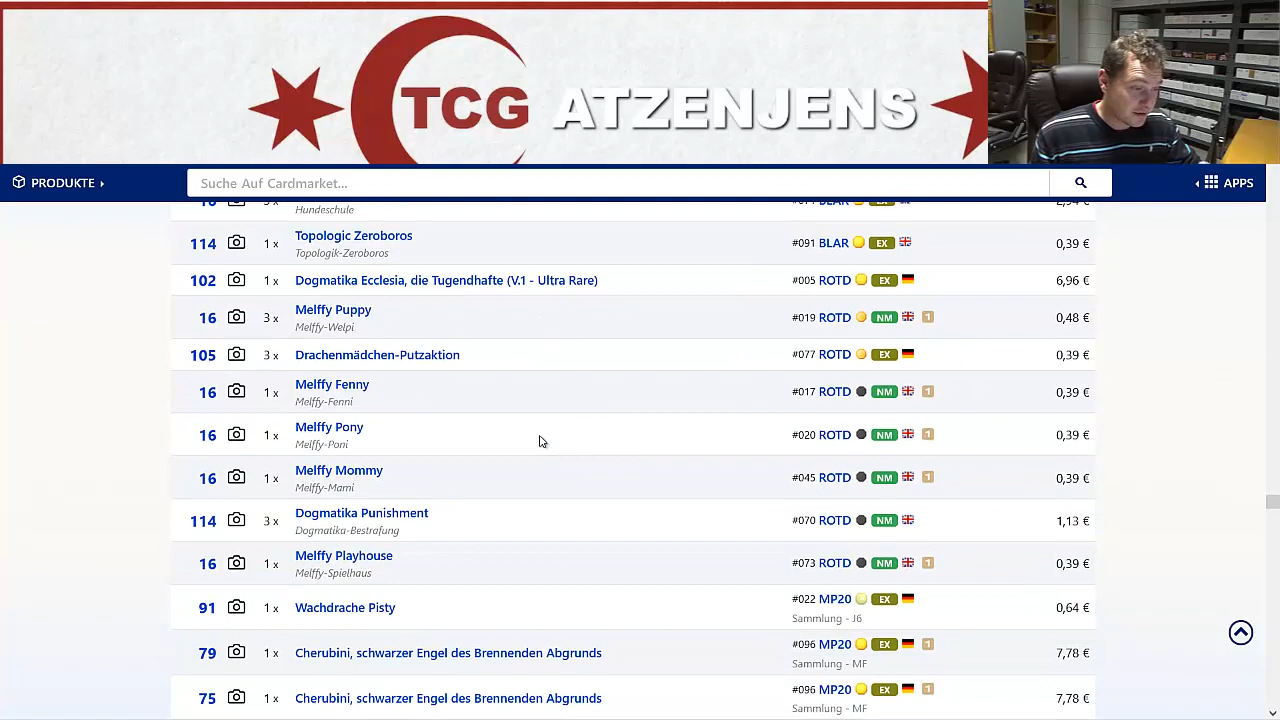 TCG ATZENJENS
PRODUKTE
Suche Auf Cardmarket...
APPS
Hundeschule
114 1 x Topologic Zeroboros #091 BLAR EX 0,39 €
Topologik-Zeroboros
102 1 x Dogmatika Ecclesia, die Tugendhafte (V.1 - Ultra Rare) #005 ROTD EX 6,96 €
16 3 x Melffy Puppy #019 ROTD NM 1 0,48 €
Melffy-Welpi
105 3 x Drachenmädchen-Putzaktion #077 ROTD EX 0,39 €
16 1 x Melffy Fenny #017 ROTD NM 1 0,39 €
Melffy-Fenni
16 1 x Melffy Pony #020 ROTD NM 1 0,39 €
Melffy-Poni
16 1 x Melffy Mommy #045 ROTD NM 1 0,39 €
Melffy-Mami
114 3 x Dogmatika Punishment #070 ROTD NM 1,13 €
Dogmatika-Bestrafung
16 1 x Melffy Playhouse #073 ROTD NM 1 0,39 €
Melffy-Spielhaus
91 1 x Wachdrache Pisty #022 MP20 EX 0,64 €
Sammlung - J6
79 1 x Cherubini, schwarzer Engel des Brennenden Abgrunds #096 MP20 EX 1 7,78 €
Sammlung - MF
75 1 x Cherubini, schwarzer Engel des Brennenden Abgrunds #096 MP20 EX 1 7,78 €
Sammlung - MF